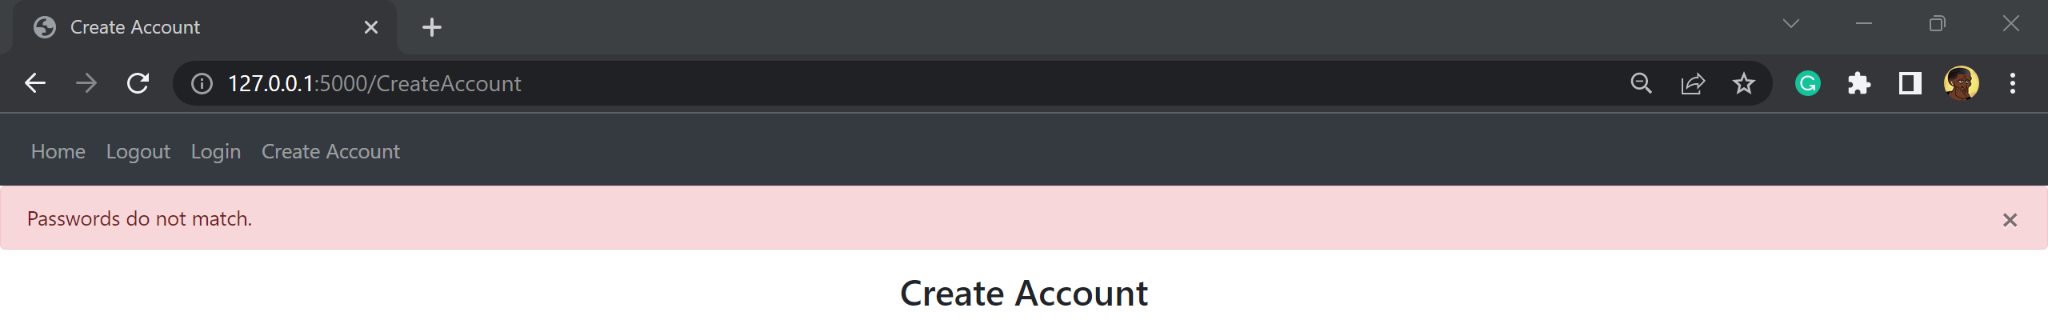 Create Account
127.0.0.1:5000/CreateAccount
Home Logout Login Create Account
Passwords do not match.
Create Account